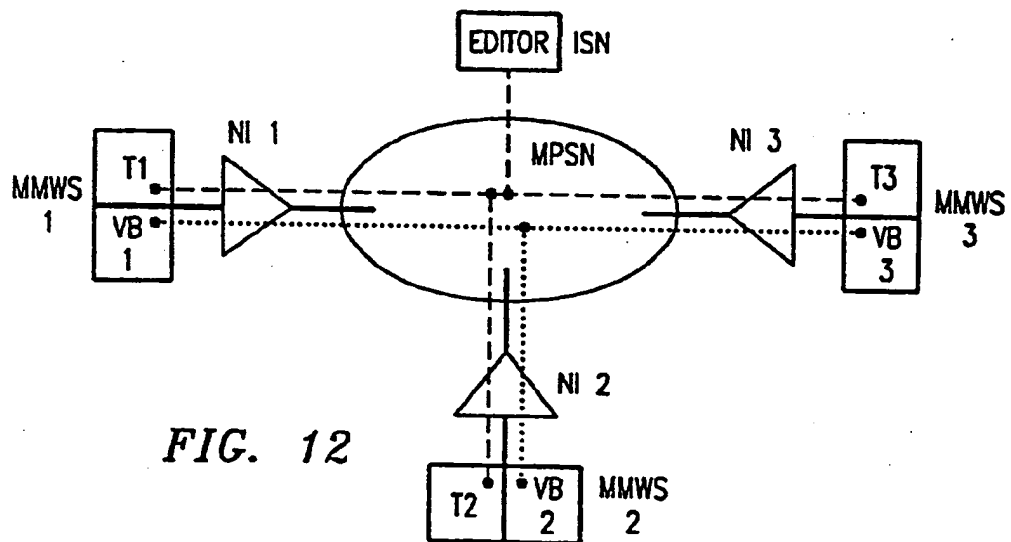 EDITOR ISN
NI 1
MPSN
NI 3
MMWS
1
T1
VB
1
T3
VB
3
MMWS
3
NI 2
FIG. 12
T2
VB
2
MMWS
2